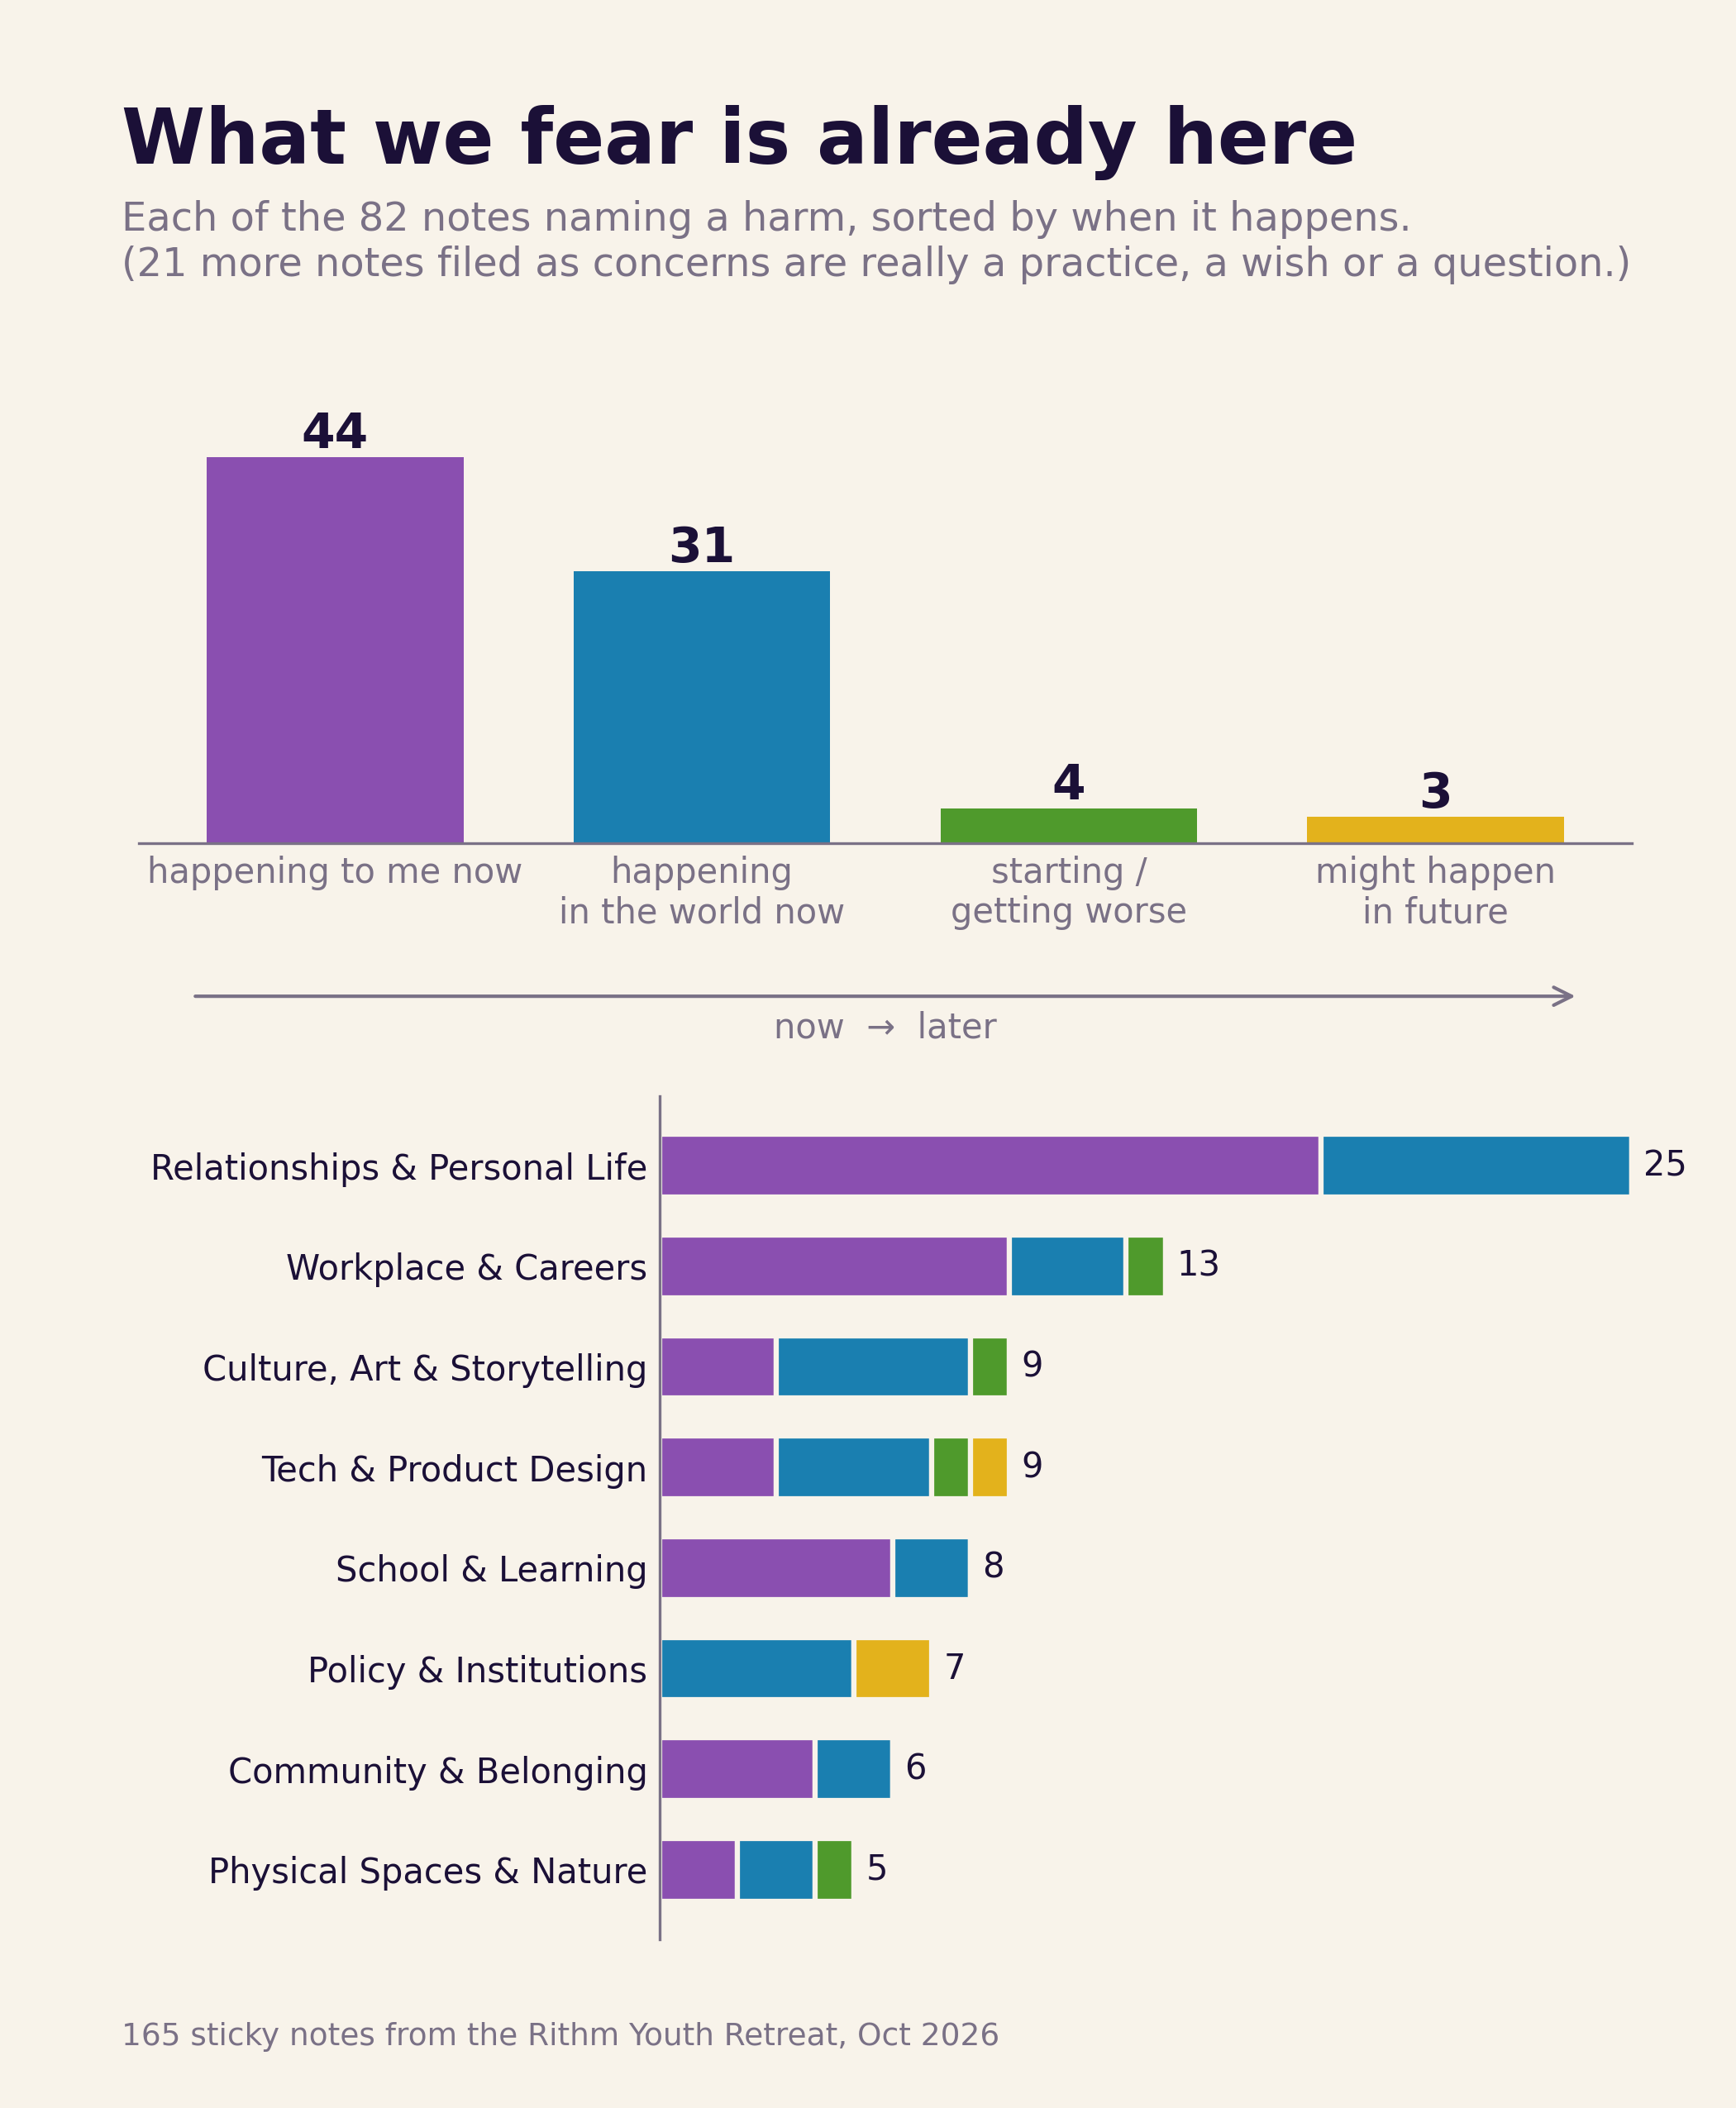 What we fear is already here
Each of the 82 notes naming a harm, sorted by when it happens.
(21 more notes filed as concerns are really a practice, a wish or a question.)
44
31
4
3
happening to me now
happening
in the world now
starting /
getting worse
might happen
in future
now → later
Relationships & Personal Life 25
Workplace & Careers 13
Culture, Art & Storytelling 9
Tech & Product Design 9
School & Learning 8
Policy & Institutions 7
Community & Belonging 6
Physical Spaces & Nature 5
165 sticky notes from the Rithm Youth Retreat, Oct 2026